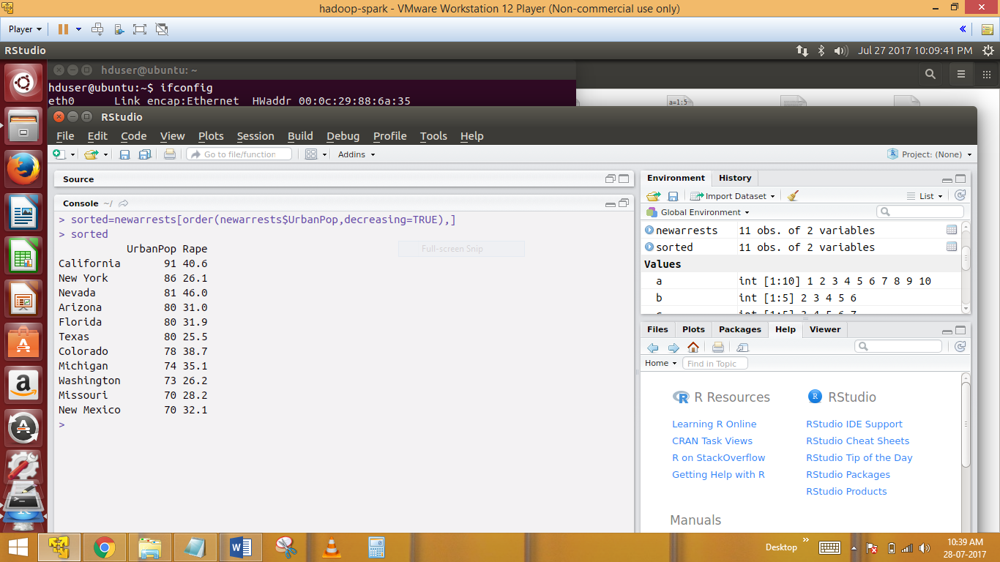 hadoop-spark - VMware Workstation 12 Player (Non-commercial use only)
Player
RStudio
Jul 27 2017 10:09:41 PM
hduser@ubuntu: ~
hduser@ubuntu:~$ ifconfig
eth0 Link encap:Ethernet HWaddr 00:0c:29:88:6a:35
a=1:5
RStudio
File Edit Code View Plots Session Build Debug Profile Tools Help
Go to file/function
Addins
Project: (None)
Source
Console ~/
> sorted=newarrests[order(newarrests$UrbanPop,decreasing=TRUE),]
> sorted
UrbanPop Rape
California 91 40.6
New York 86 26.1
Nevada 81 46.0
Arizona 80 31.0
Florida 80 31.9
Texas 80 25.5
Colorado 78 38.7
Michigan 74 35.1
Washington 73 26.2
Missouri 70 28.2
New Mexico 70 32.1
>
Full-screen Snip
Environment History
Import Dataset
List
Global Environment
newarrests 11 obs. of 2 variables
sorted 11 obs. of 2 variables
Values
a int [1:10] 1 2 3 4 5 6 7 8 9 10
b int [1:5] 2 3 4 5 6
c int [1:5] 3 4 5 6 7
Files Plots Packages Help Viewer
Home
Find in Topic
R Resources
Learning R Online
CRAN Task Views
R on StackOverflow
Getting Help with R
RStudio
RStudio IDE Support
RStudio Cheat Sheets
RStudio Tip of the Day
RStudio Packages
RStudio Products
Manuals
Desktop
10:39 AM
28-07-2017